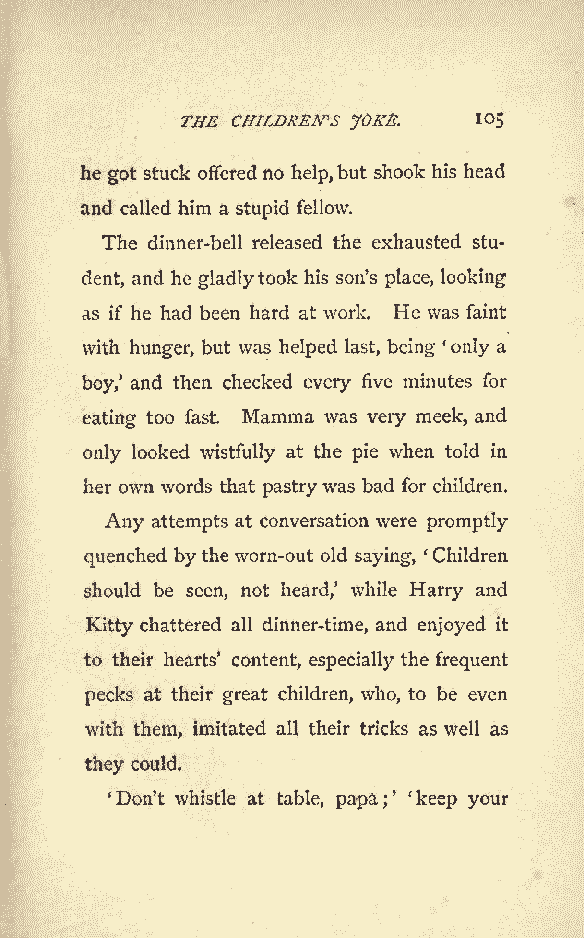 THE CHILDREN'S JOKE. 105
he got stuck offered no help, but shook his head
and called him a stupid fellow.
The dinner-bell released the exhausted stu-
dent, and he gladly took his son's place, looking
as if he had been hard at work. He was faint
with hunger, but was helped last, being 'only a
boy,' and then checked every five minutes for
eating too fast. Mamma was very meek, and
only looked wistfully at the pie when told in
her own words that pastry was bad for children.
Any attempts at conversation were promptly
quenched by the worn-out old saying, 'Children
should be seen, not heard,' while Harry and
Kitty chattered all dinner-time, and enjoyed it
to their hearts' content, especially the frequent
pecks at their great children, who, to be even
with them, imitated all their tricks as well as
they could.
'Don't whistle at table, papa;' 'keep your